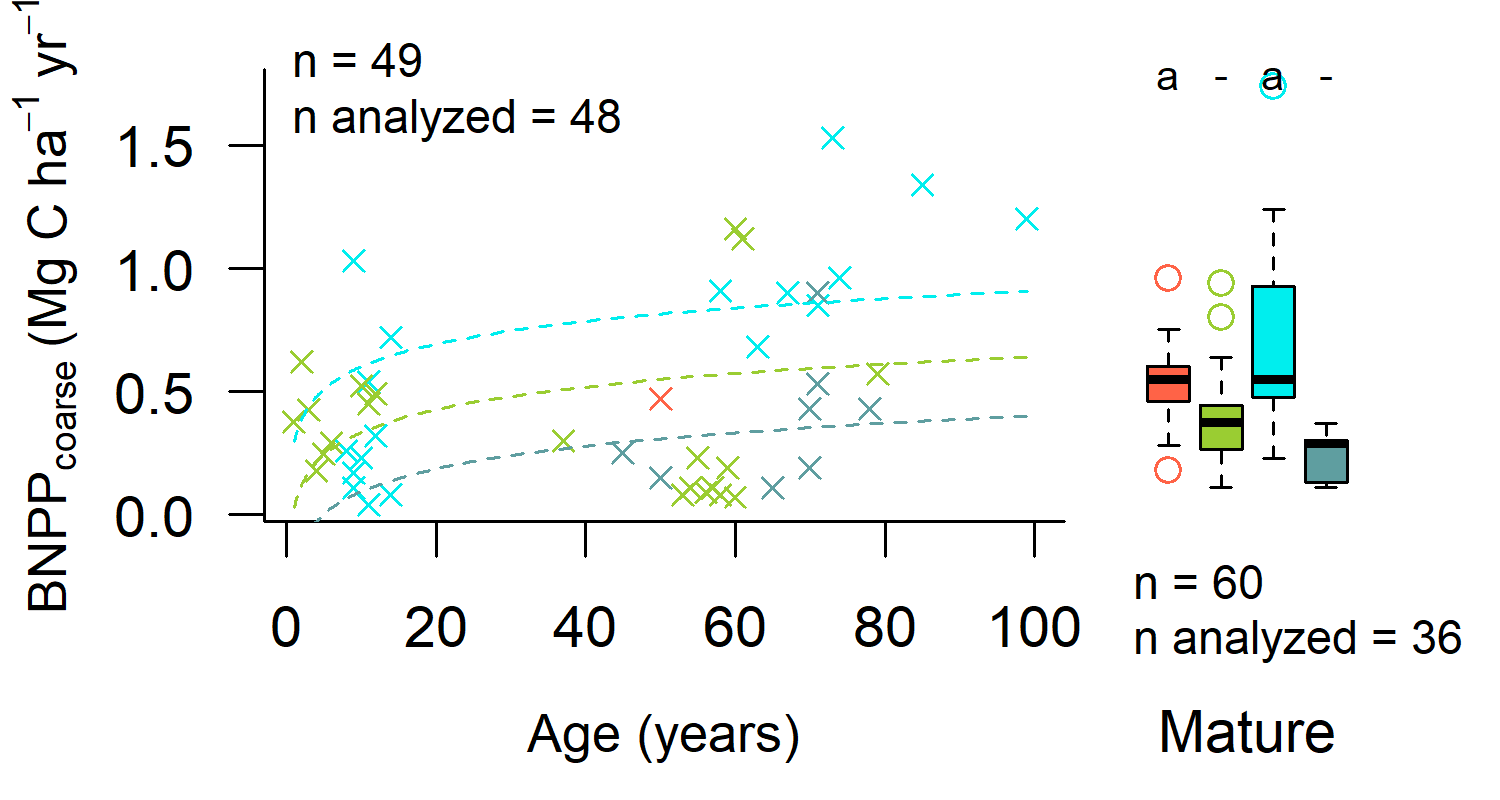 n = 49
n analyzed = 48
a - a -
BNPPcoarse (Mg C ha−1 yr−1
1.5
1.0
0.5
0.0
0 20 40 60 80 100
Age (years)
n = 60
n analyzed = 36
Mature